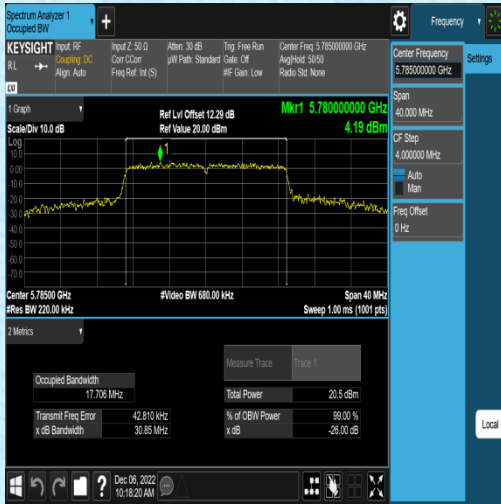 Spectrum Analyzer 1
Occupied BW
Frequency
KEYSIGHT
RL
Input: RF
Coupling: DC
Align: Auto
Input Z: 50 Ω
Corr CCorr
Freq Ref: Int (S)
Atten: 30 dB
µW Path: Standard
Trig: Free Run
Gate: Off
#IF Gain: Low
Center Freq: 5.785000000 GHz
Avg|Hold: 50/50
Radio Std: None
LXI
Center Frequency
5.785000000 GHz
Settings
Span
40.000 MHz
CF Step
4.000000 MHz
Auto
Man
Freq Offset
0 Hz
Local
1 Graph
Scale/Div 10.0 dB
Ref Lvl Offset 12.29 dB
Ref Value 20.00 dBm
Mkr1 5.780000000 GHz
4.19 dBm
Log
10.0
0.00
-10.0
-20.0
-30.0
-40.0
-50.0
-60.0
-70.0
1
Center 5.78500 GHz
#Res BW 220.00 kHz
#Video BW 680.00 kHz
Span 40 MHz
Sweep 1.00 ms (1001 pts)
2 Metrics
Measure Trace
Trace 1
Occupied Bandwidth
17.706 MHz
Total Power
20.5 dBm
Transmit Freq Error
42.810 kHz
% of OBW Power
99.00 %
x dB Bandwidth
30.85 MHz
x dB
-26.00 dB
Dec 06, 2022
10:18:20 AM